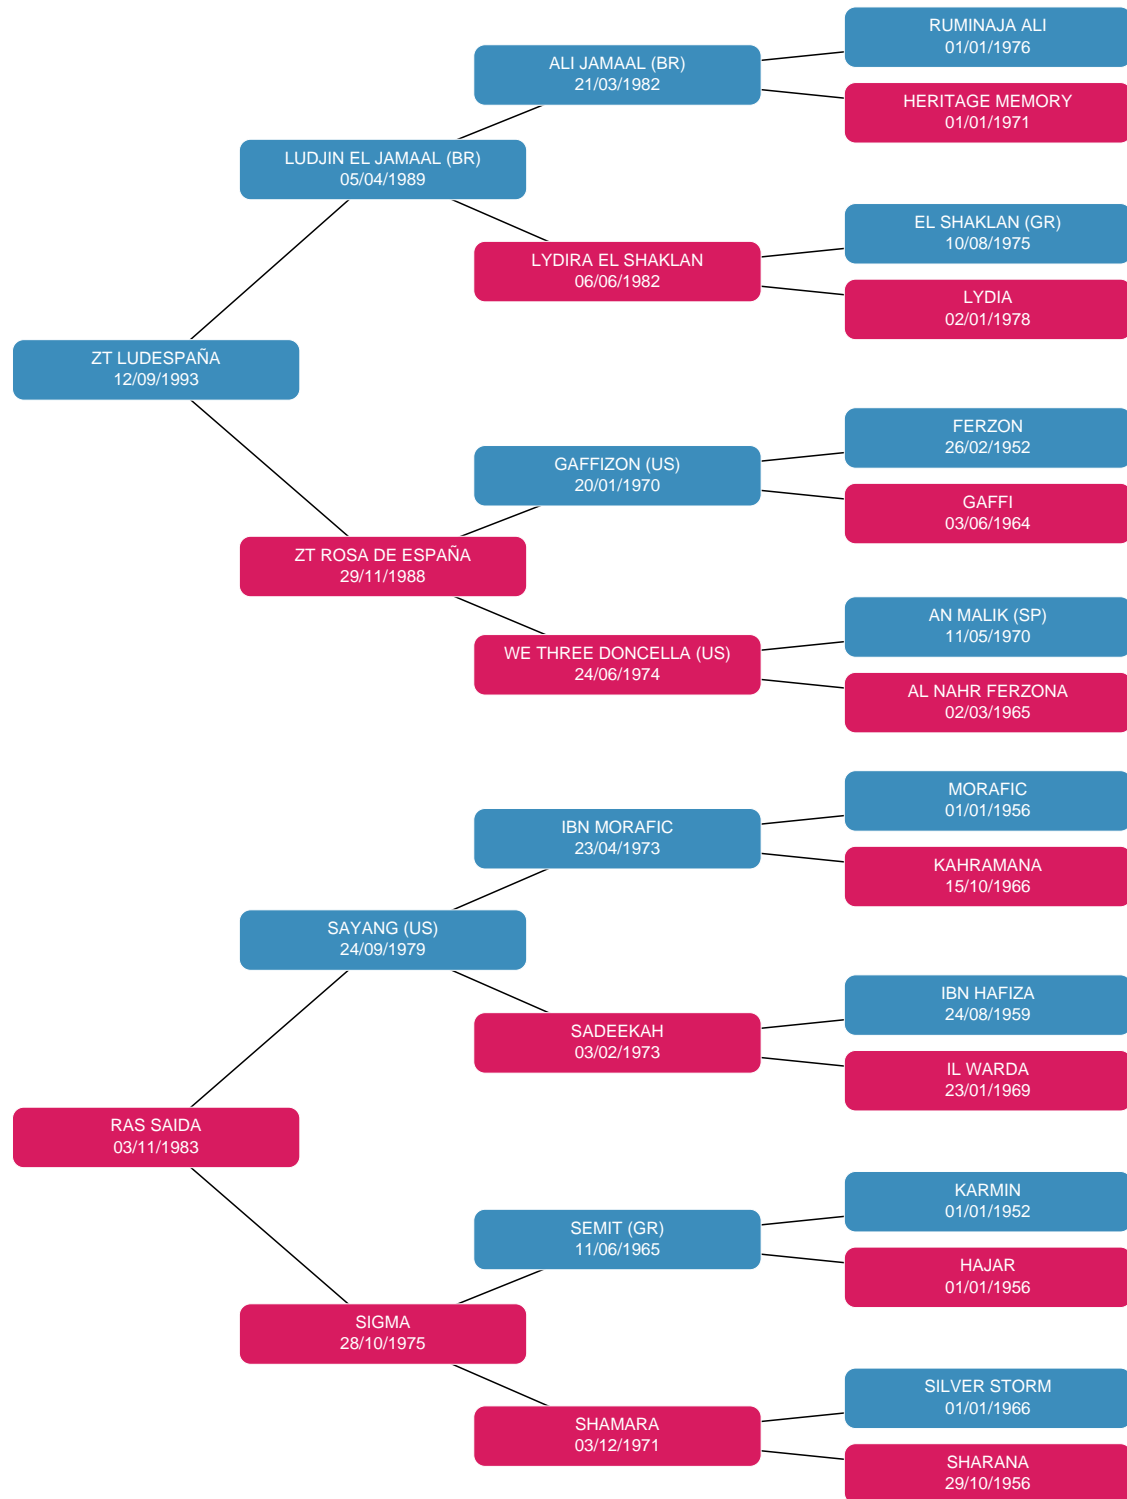 RUMINAJA ALI
01/01/1976
ALI JAMAAL (BR)
21/03/1982
HERITAGE MEMORY
01/01/1971
LUDJIN EL JAMAAL (BR)
05/04/1989
EL SHAKLAN (GR)
10/08/1975
LYDIRA EL SHAKLAN
06/06/1982
LYDIA
02/01/1978
ZT LUDESPAÑA
12/09/1993
FERZON
26/02/1952
GAFFIZON (US)
20/01/1970
GAFFI
03/06/1964
ZT ROSA DE ESPAÑA
29/11/1988
AN MALIK (SP)
11/05/1970
WE THREE DONCELLA (US)
24/06/1974
AL NAHR FERZONA
02/03/1965
MORAFIC
01/01/1956
IBN MORAFIC
23/04/1973
KAHRAMANA
15/10/1966
SAYANG (US)
24/09/1979
IBN HAFIZA
24/08/1959
SADEEKAH
03/02/1973
IL WARDA
23/01/1969
RAS SAIDA
03/11/1983
KARMIN
01/01/1952
SEMIT (GR)
11/06/1965
HAJAR
01/01/1956
SIGMA
28/10/1975
SILVER STORM
01/01/1966
SHAMARA
03/12/1971
SHARANA
29/10/1956